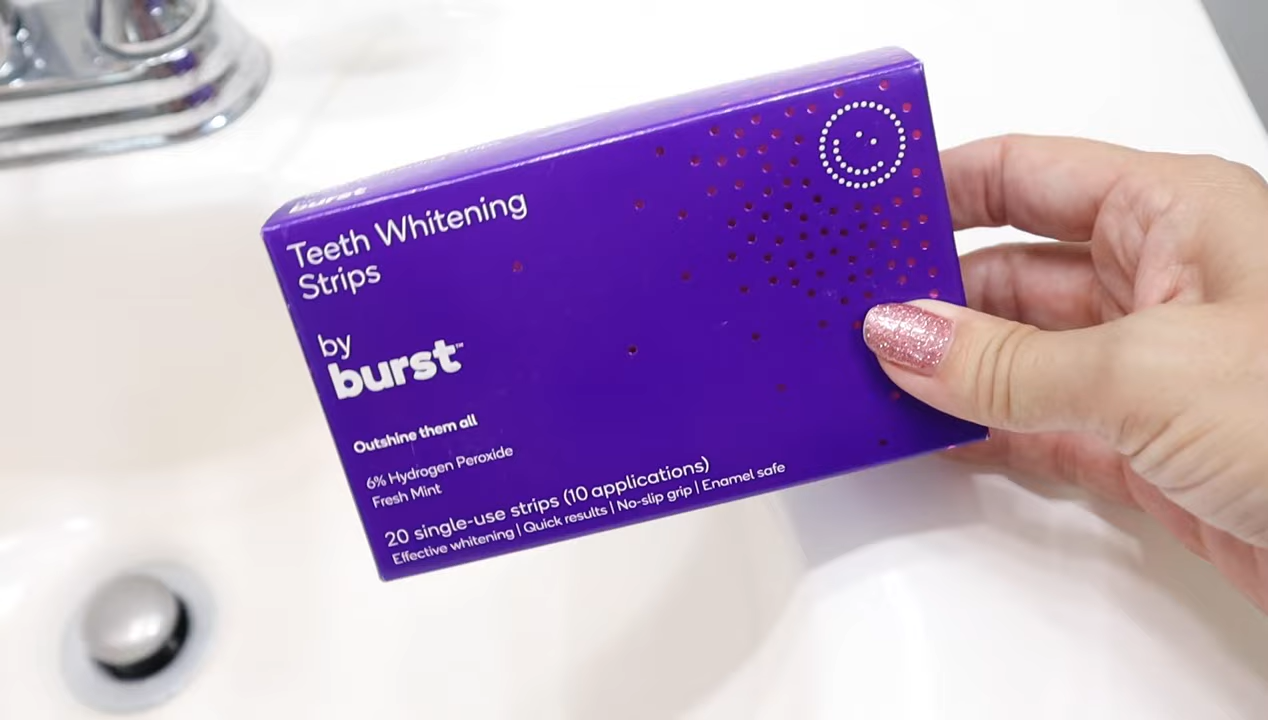 burst
Teeth Whitening
Strips
by
burst™
Outshine them all
6% Hydrogen Peroxide
Fresh Mint
20 single-use strips (10 applications)
Effective whitening | Quick results | No-slip grip | Enamel safe